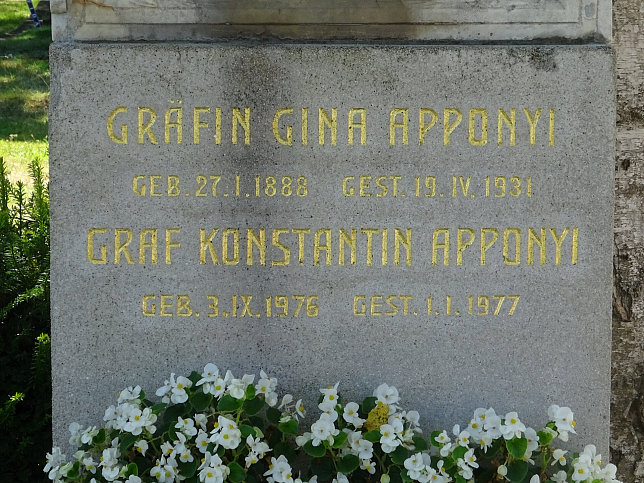 GRÄFIN GINA APPONYI
GEB. 27. I. 1888 GEST. 19. IV. 1931
GRAF KONSTANTIN APPONYI
GEB. 3. IX. 1976 GEST. 1. I. 1977